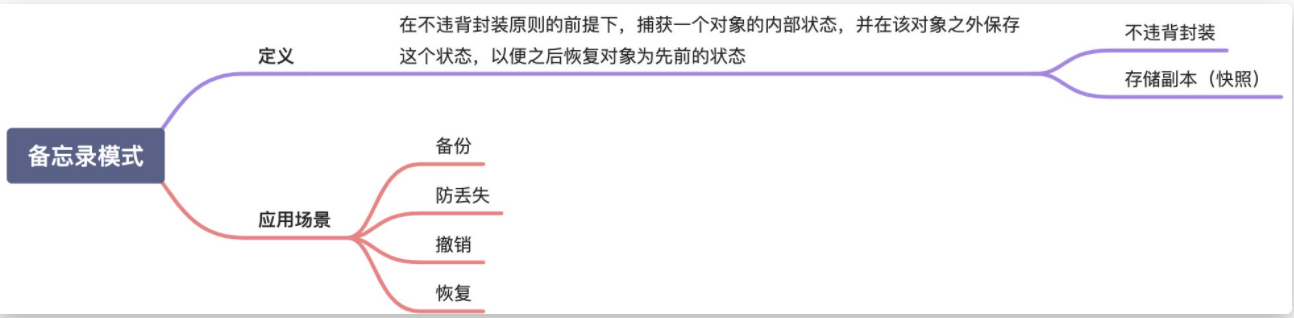 备忘录模式
定义
在不违背封装原则的前提下，捕获一个对象的内部状态，并在该对象之外保存
这个状态，以便之后恢复对象为先前的状态
不违背封装
存储副本（快照）
应用场景
备份
防丢失
撤销
恢复